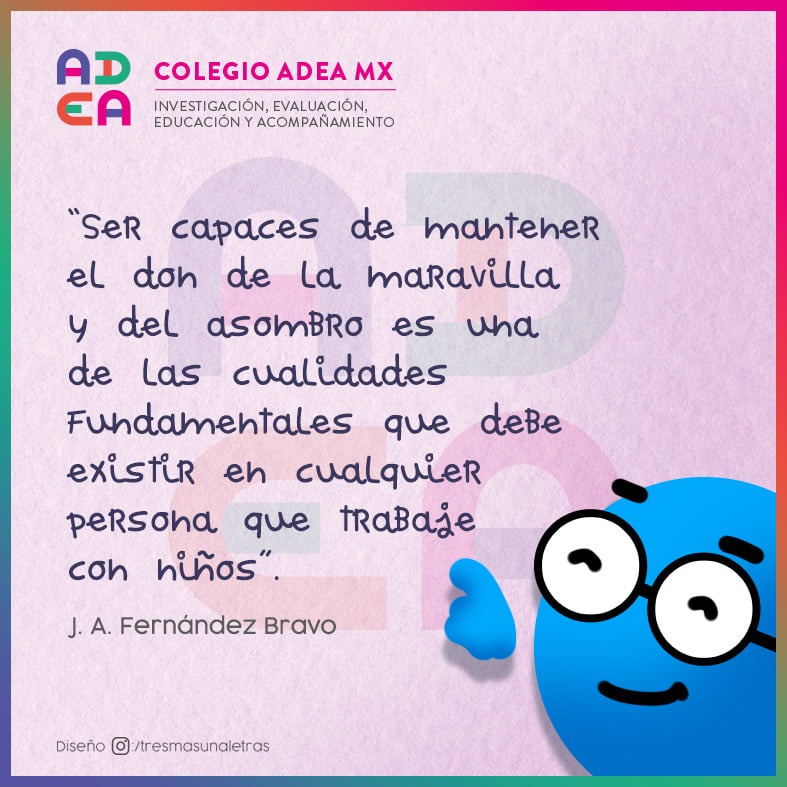 ADEA
COLEGIO ADEA MX
INVESTIGACIÓN, EVALUACIÓN,
EDUCACIÓN Y ACOMPAÑAMIENTO
"Ser capaces de mantener
el don de la maravilla
y del asombro es una
de las cualidades
Fundamentales que debe
existir en cualquier
persona que trabaje
con niños".
J. A. Fernández Bravo
Diseño :/tresmasunaletras